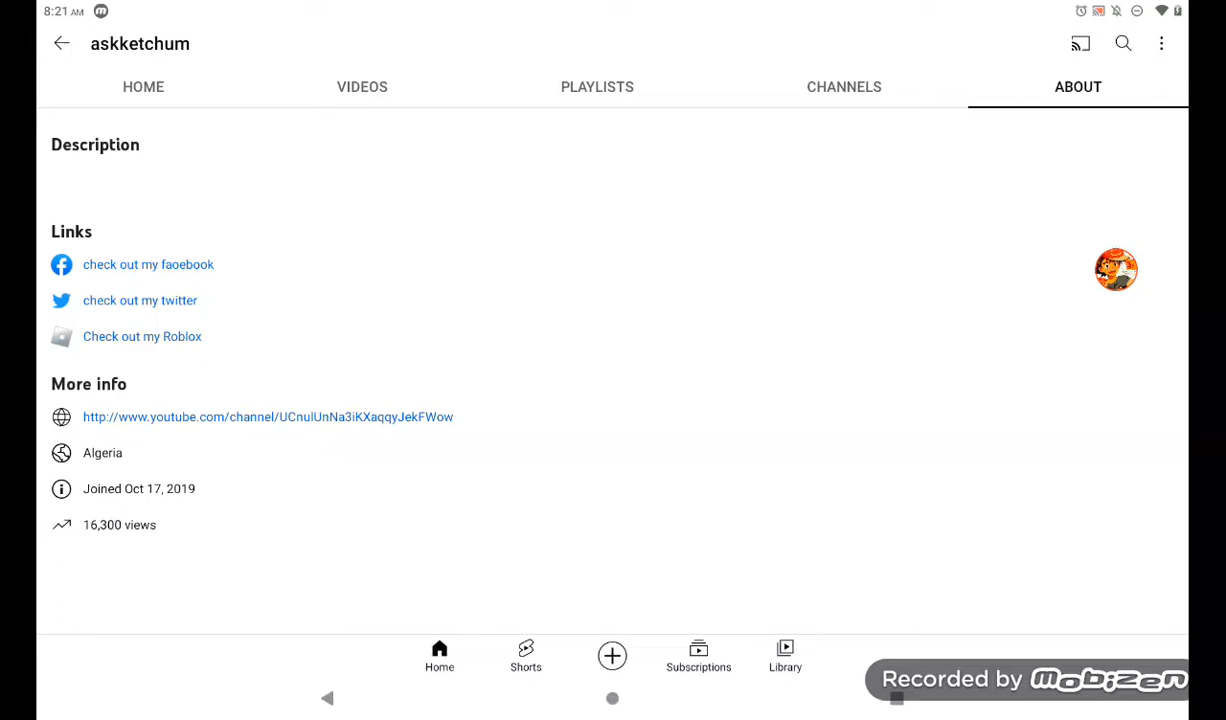 8:21 AM
askketchum
HOME VIDEOS PLAYLISTS CHANNELS ABOUT
Description
Links
check out my faoebook
check out my twitter
Check out my Roblox
More info
http://www.youtube.com/channel/UCnulUnNa3iKXaqqyJekFWow
Algeria
Joined Oct 17, 2019
16,300 views
Home Shorts Subscriptions Library
Recorded by mobizen